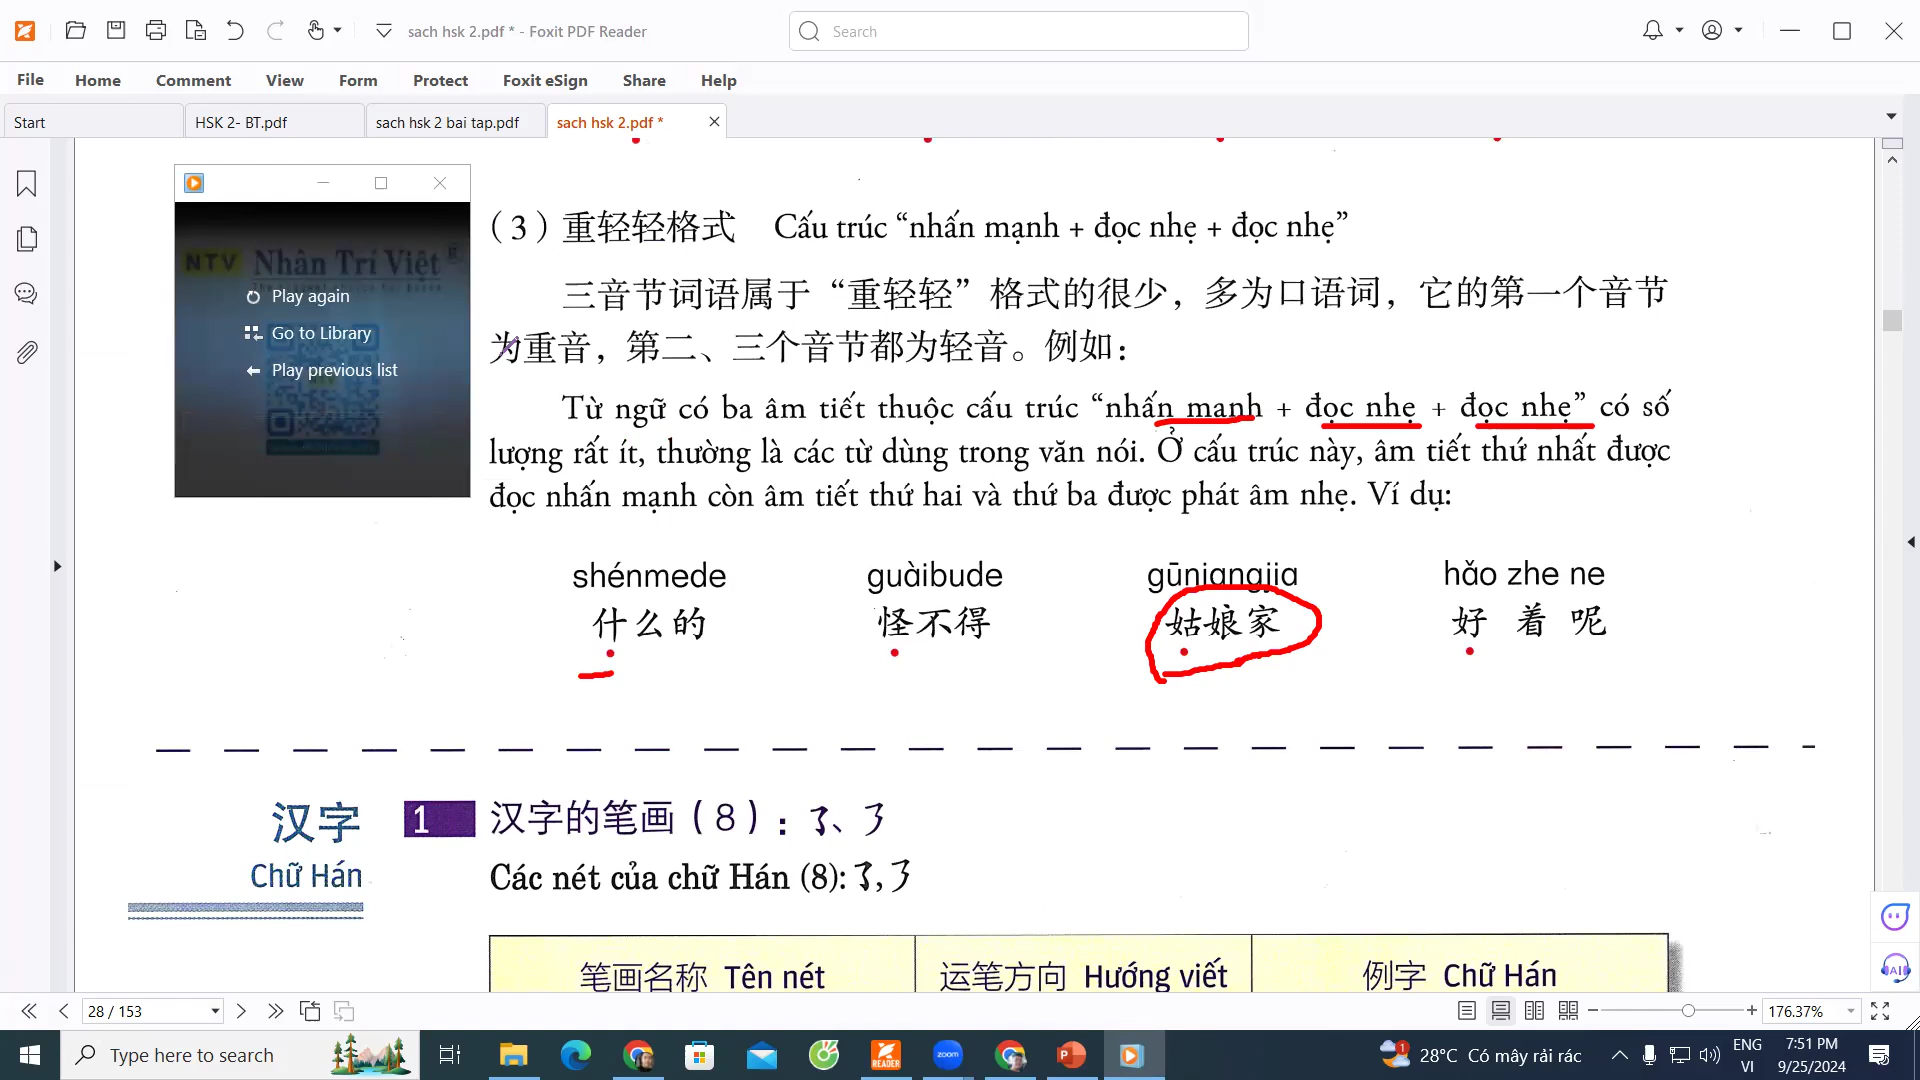 sach hsk 2.pdf * - Foxit PDF Reader
Search
File Home Comment View Form Protect Foxit eSign Share Help
Start
HSK 2- BT.pdf
sach hsk 2 bai tap.pdf
sach hsk 2.pdf *
NTV Nhân Trí Việt
Play again
Go to Library
Play previous list
（3）重轻轻格式 Cấu trúc “nhấn mạnh + đọc nhẹ + đọc nhẹ”
三音节词语属于“重轻轻”格式的很少，多为口语词，它的第一个音节
为重音，第二、三个音节都为轻音。例如：
Từ ngữ có ba âm tiết thuộc cấu trúc “nhấn mạnh + đọc nhẹ + đọc nhẹ” có số
lượng rất ít, thường là các từ dùng trong văn nói. Ở cấu trúc này, âm tiết thứ nhất được
đọc nhấn mạnh còn âm tiết thứ hai và thứ ba được phát âm nhẹ. Ví dụ:
shénmede guàibude gūniangjia hǎo zhe ne
什么的 怪不得 姑娘家 好 着 呢
汉字
Chữ Hán
1 汉字的笔画（8）：㇌、㇋
Các nét của chữ Hán (8):
笔画名称 Tên nét 运笔方向 Hướng viết 例字 Chữ Hán
28 / 153
176.37%
Type here to search
28°C Có mây rải rác
ENG
VI
7:51 PM
9/25/2024